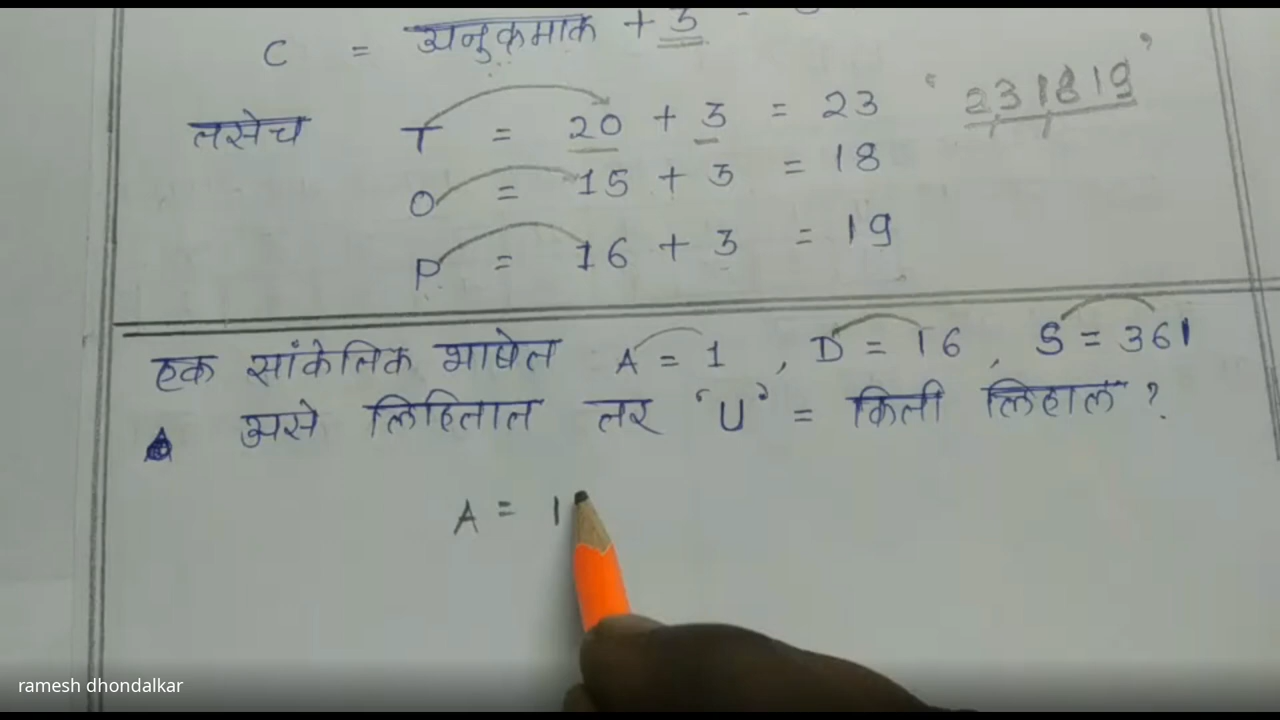 C = अनुक्रमांक + 3 =
तसेच T = 20 + 3 = 23 ‘231819’
O = 15 + 3 = 18
P = 16 + 3 = 19
एक सांकेतिक भाषेत A = 1 , D = 16 , S = 361
असे लिहितात तर ‘U’ = किती लिहाल ?
A = 1
ramesh dhondalkar